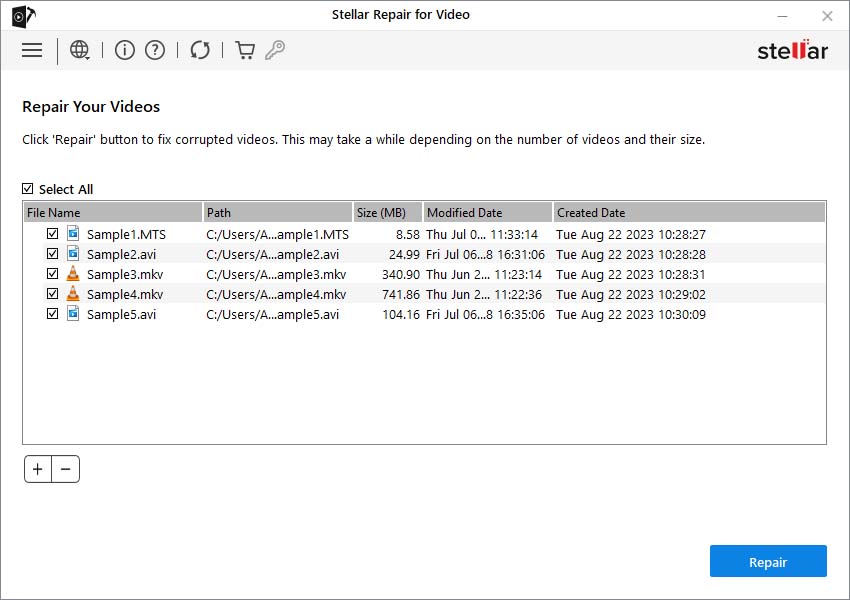 Stellar Repair for Video
stellar
Repair Your Videos
Click 'Repair' button to fix corrupted videos. This may take a while depending on the number of videos and their size.
Select All
File Name Path Size (MB) Modified Date Created Date
Sample1.MTS C:/Users/A...ample1.MTS 8.58 Thu Jul 0... 11:33:14 Tue Aug 22 2023 10:28:27
Sample2.avi C:/Users/A...ample2.avi 24.99 Fri Jul 06...8 16:31:06 Tue Aug 22 2023 10:28:28
Sample3.mkv C:/Users/A...ample3.mkv 340.90 Thu Jun 2... 11:23:14 Tue Aug 22 2023 10:28:31
Sample4.mkv C:/Users/A...ample4.mkv 741.86 Thu Jun 2... 11:22:36 Tue Aug 22 2023 10:29:02
Sample5.avi C:/Users/A...ample5.avi 104.16 Fri Jul 06...8 16:35:06 Tue Aug 22 2023 10:30:09
+ −
Repair